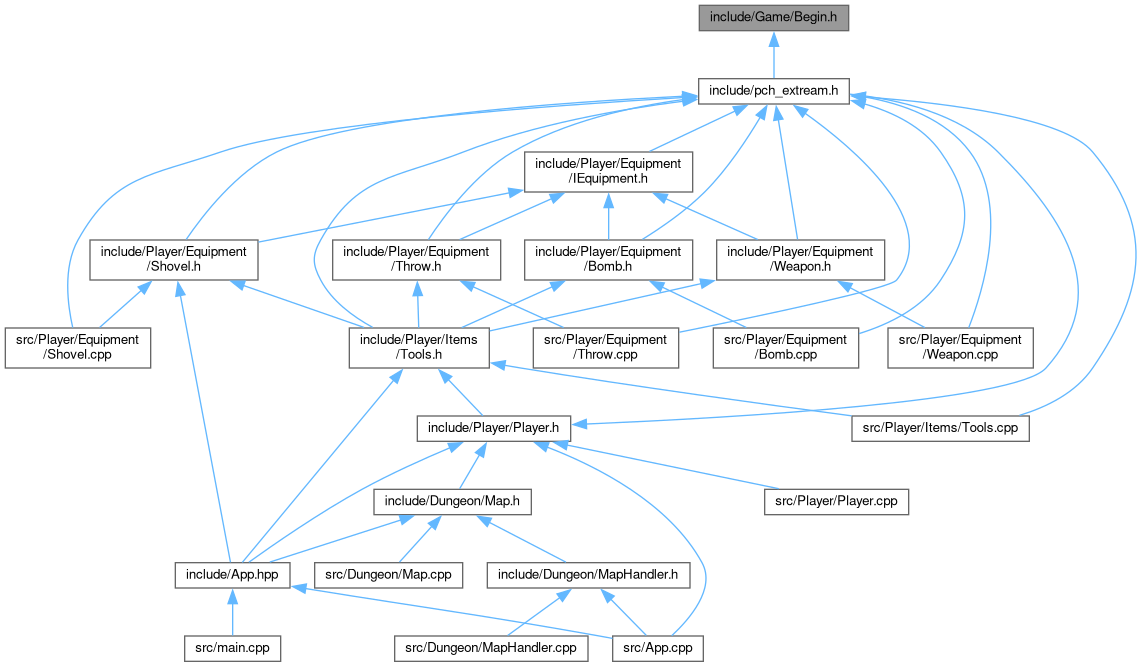 include/Game/Begin.h
include/pch_extream.h
include/Player/Equipment
/IEquipment.h
include/Player/Equipment
/Shovel.h
include/Player/Equipment
/Throw.h
include/Player/Equipment
/Bomb.h
include/Player/Equipment
/Weapon.h
src/Player/Equipment
/Shovel.cpp
include/Player/Items
/Tools.h
src/Player/Equipment
/Throw.cpp
src/Player/Equipment
/Bomb.cpp
src/Player/Equipment
/Weapon.cpp
include/Player/Player.h
src/Player/Items/Tools.cpp
include/Dungeon/Map.h
src/Player/Player.cpp
include/App.hpp
src/Dungeon/Map.cpp
include/Dungeon/MapHandler.h
src/main.cpp
src/Dungeon/MapHandler.cpp
src/App.cpp